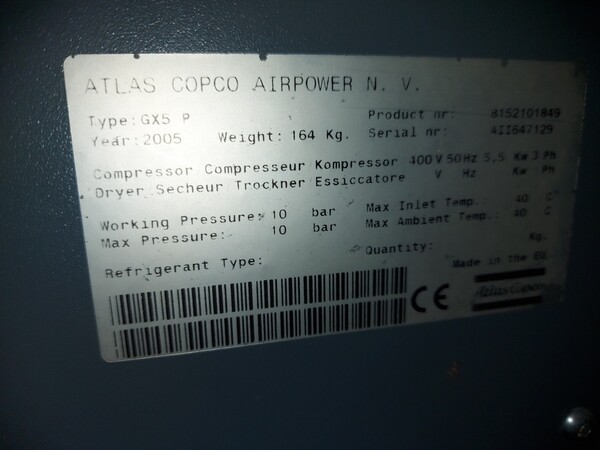 ATLAS COPCO AIRPOWER N. V.
Type: GX5 P Product nr: 8152101849
Year: 2005 Weight: 164 Kg. Serial nr: AII647129
Compressor Compresseur Kompressor 400 V 50 Hz 5,5 Kw 3 Ph
Dryer Secheur Trockner Essiccatore V Hz Kw Ph
Working Pressure: 10 bar Max Inlet Temp.: 40 C
Max Pressure: 10 bar Max Ambient Temp.: 40 C
Refrigerant Type: Quantity: Kg.
Made in the EU
CE
Atlas Copco